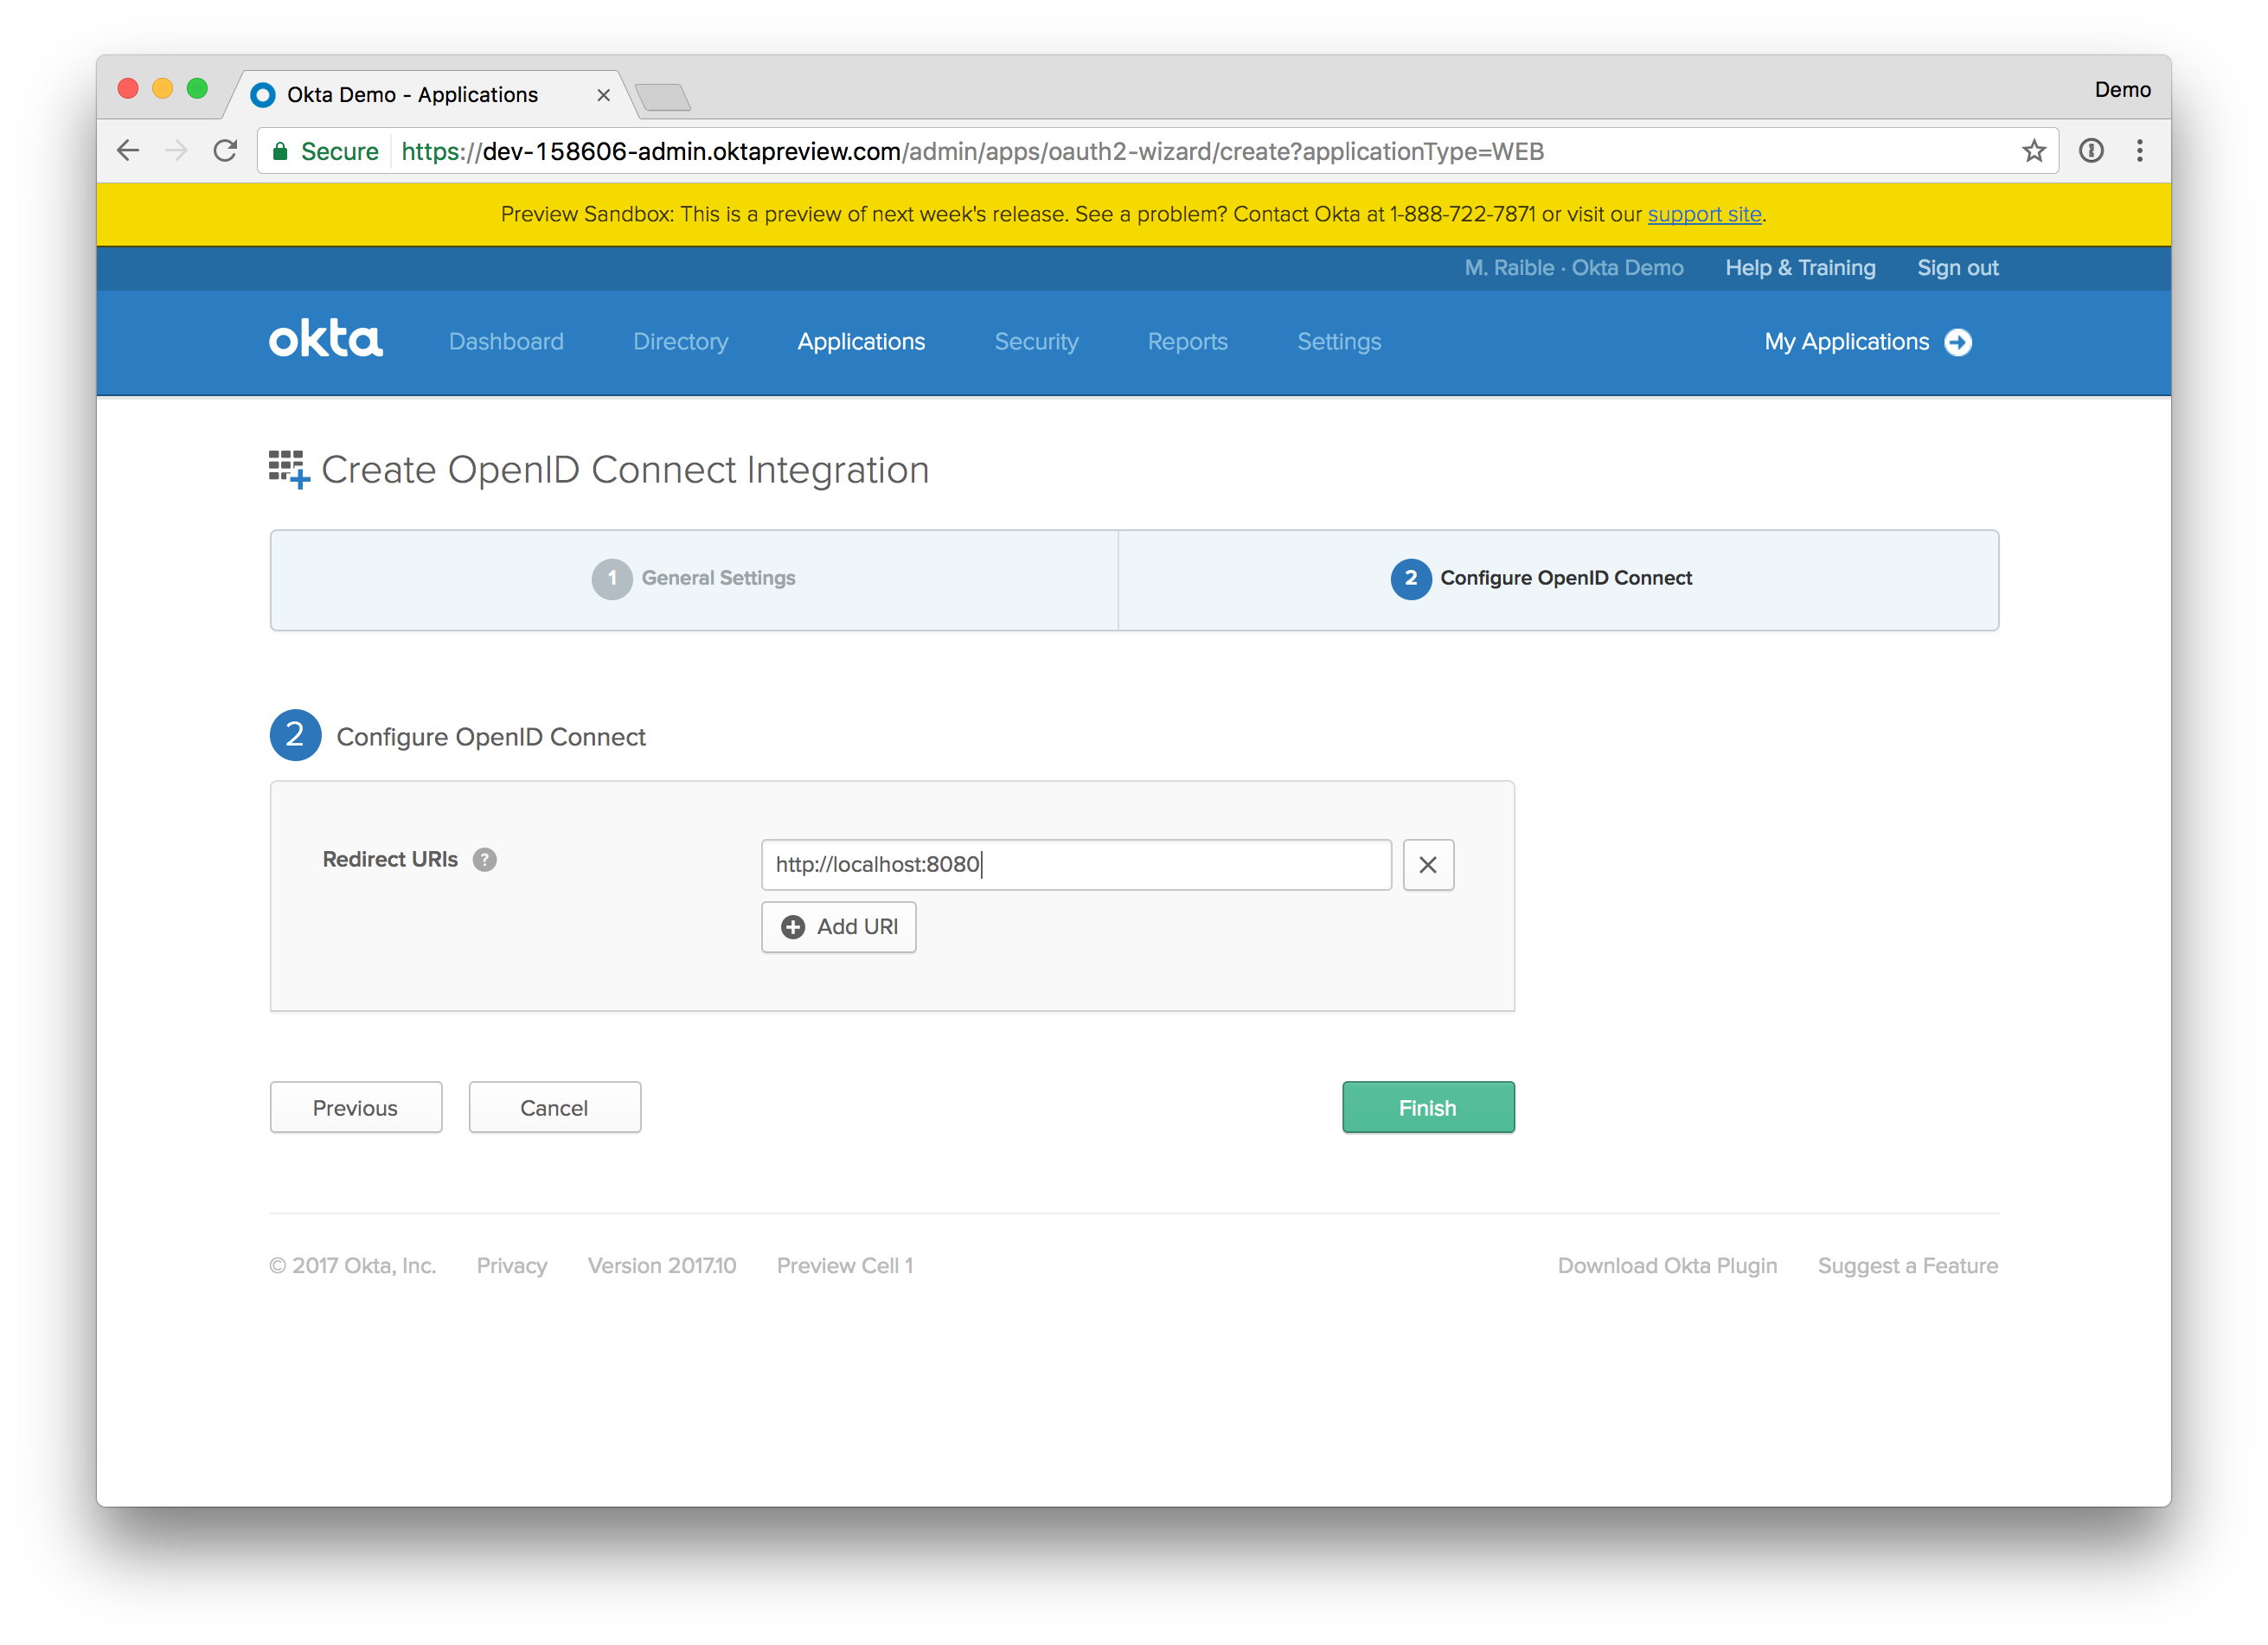 Okta Demo - Applications
Demo
Secure https://dev-158606-admin.oktapreview.com/admin/apps/oauth2-wizard/create?applicationType=WEB
Preview Sandbox: This is a preview of next week's release. See a problem? Contact Okta at 1-888-722-7871 or visit our support site.
M. Raible · Okta Demo Help & Training Sign out
okta Dashboard Directory Applications Security Reports Settings My Applications
Create OpenID Connect Integration
1 General Settings 2 Configure OpenID Connect
2 Configure OpenID Connect
Redirect URIs ? http://localhost:8080
Add URI
Previous Cancel Finish
© 2017 Okta, Inc. Privacy Version 2017.10 Preview Cell 1 Download Okta Plugin Suggest a Feature